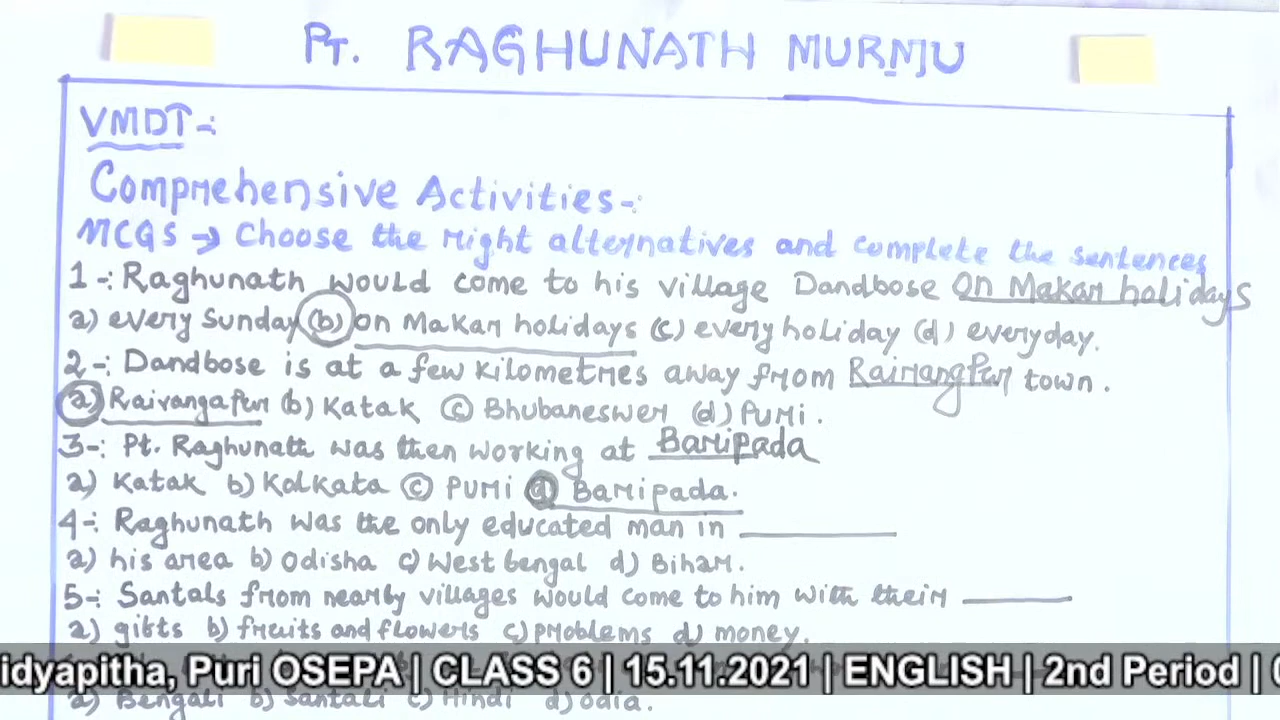 PT. RAGHUNATH MURMU
VMDT-:
Comprehensive Activities-:
MCQS → Choose the right alternatives and complete the sentences
1-: Raghunath would come to his village Dandbose On Makar holidays
a) every Sunday (b) on Makar holidays (c) every holiday (d) everyday.
2-: Dandbose is at a few kilometres away from Rairangpur town.
a) Rairangapur (b) Katak (c) Bhubaneswer (d) Puri.
3-: Pt. Raghunath was then working at Baripada
a) Katak b) Kolkata (c) Puri (d) Baripada.
4-: Raghunath was the only educated man in ________
a) his area b) Odisha c) West bengal d) Bihar.
5-: Santals from nearby villages would come to him with their ________
a) gibts b) fruits and flowers c) problems d) money.
idyapitha, Puri OSEPA | CLASS 6 | 15.11.2021 | ENGLISH | 2nd Period |
a) Bengali b) Santali c) Hindi d) Odia.